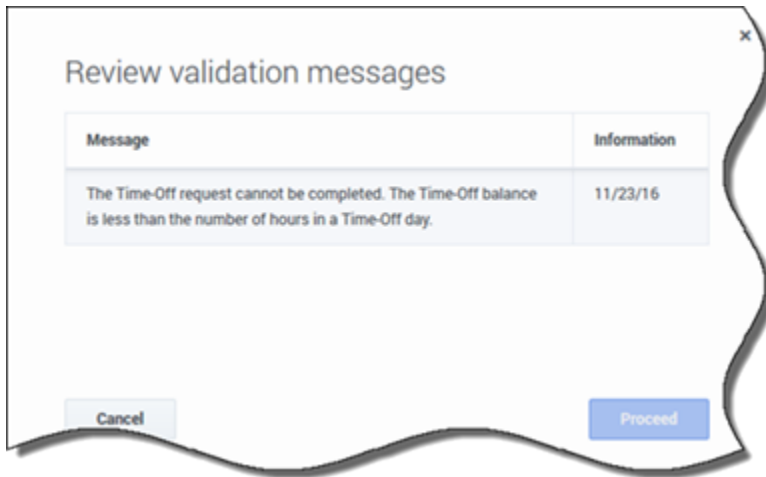 ×
Review validation messages
Message Information
The Time-Off request cannot be completed. The Time-Off balance 11/23/16
is less than the number of hours in a Time-Off day.
Cancel Proceed